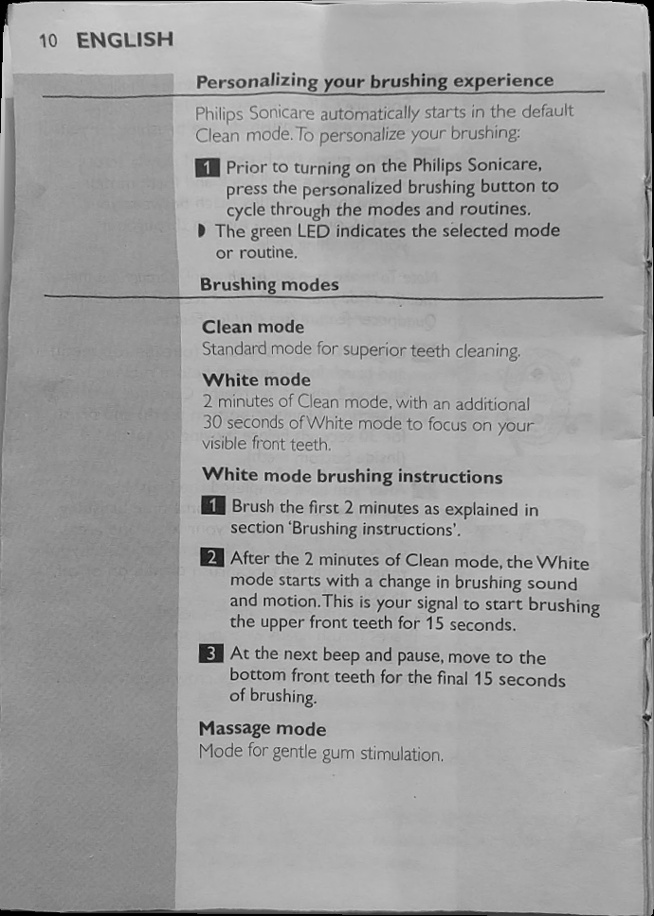 10 ENGLISH
Personalizing your brushing experience
Philips Sonicare automatically starts in the default
Clean mode. To personalize your brushing:
1 Prior to turning on the Philips Sonicare,
press the personalized brushing button to
cycle through the modes and routines.
◗ The green LED indicates the selected mode
or routine.
Brushing modes
Clean mode
Standard mode for superior teeth cleaning.
White mode
2 minutes of Clean mode, with an additional
30 seconds of White mode to focus on your
visible front teeth.
White mode brushing instructions
1 Brush the first 2 minutes as explained in
section ‘Brushing instructions’.
2 After the 2 minutes of Clean mode, the White
mode starts with a change in brushing sound
and motion. This is your signal to start brushing
the upper front teeth for 15 seconds.
3 At the next beep and pause, move to the
bottom front teeth for the final 15 seconds
of brushing.
Massage mode
Mode for gentle gum stimulation.